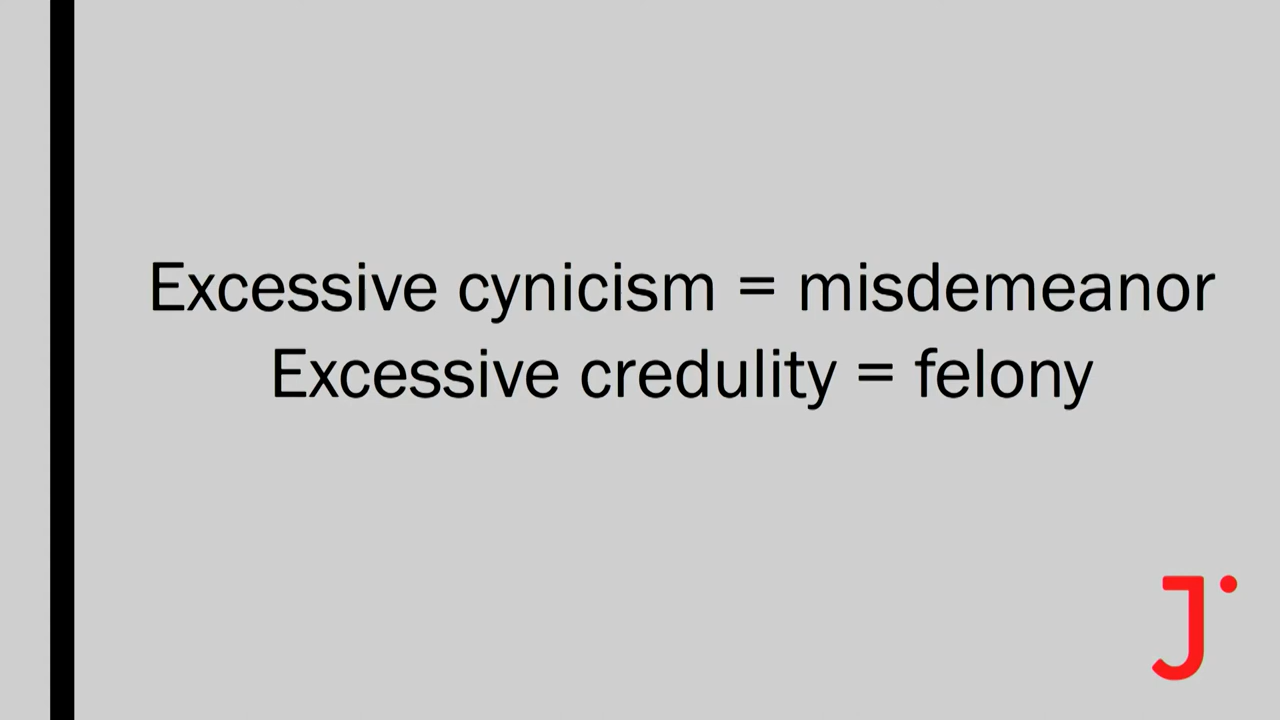 Excessive cynicism = misdemeanor
Excessive credulity = felony
J